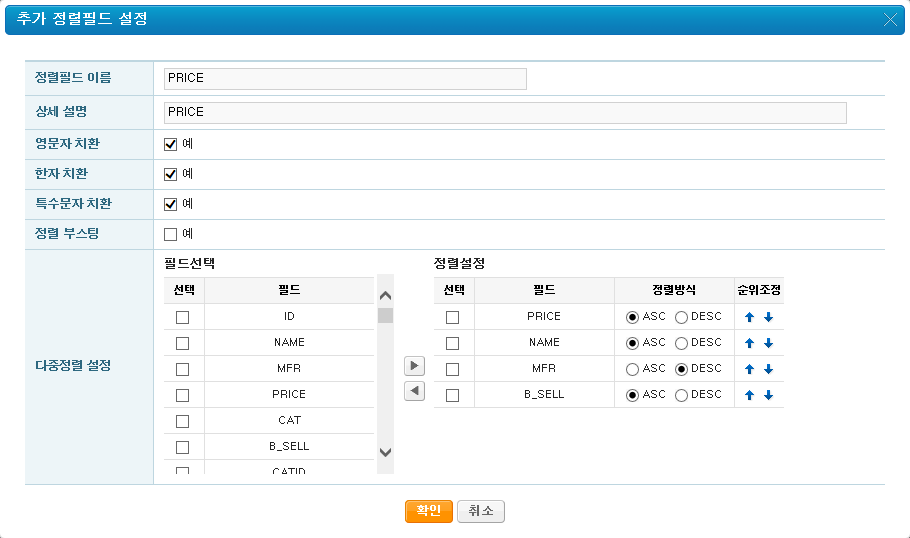 추가 정렬필드 설정
정렬필드 이름 PRICE
상세 설명 PRICE
영문자 치환 예
한자 치환 예
특수문자 치환 예
정렬 부스팅 예
다중정렬 설정
필드선택
선택 필드
ID
NAME
MFR
PRICE
CAT
B_SELL
CATID
정렬설정
선택 필드 정렬방식 순위조정
PRICE ASC DESC
NAME ASC DESC
MFR ASC DESC
B_SELL ASC DESC
확인 취소